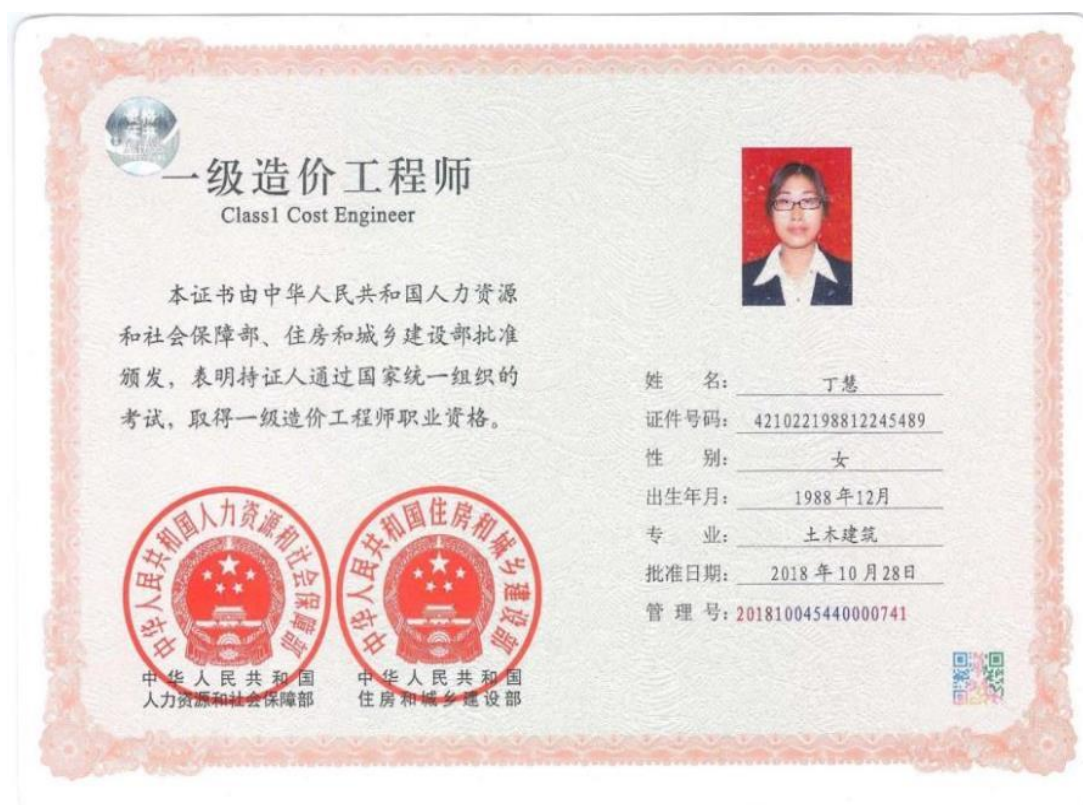 资格
证书
一级造价工程师
Class1 Cost Engineer
本证书由中华人民共和国人力资源
和社会保障部、住房和城乡建设部批准
颁发，表明持证人通过国家统一组织的
考试，取得一级造价工程师职业资格。
姓 名： 丁慧
证件号码： 421022198812245489
性 别： 女
出生年月： 1988年12月
专 业： 土木建筑
批准日期： 2018年10月28日
管 理 号：201810045440000741
中华人民共和国人力资源和社会保障部
中华人民共和国住房和城乡建设部
中华人民共和国
人力资源和社会保障部
中华人民共和国
住房和城乡建设部